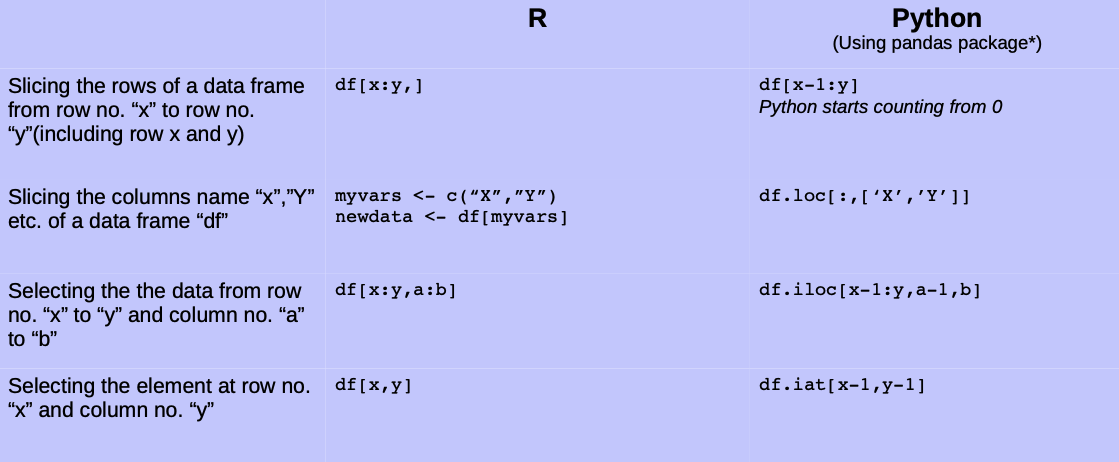 R
Python
(Using pandas package*)
Slicing the rows of a data frame
from row no. “x” to row no.
“y”(including row x and y)
df[x:y,]
df[x-1:y]
Python starts counting from 0
Slicing the columns name “x”,”Y”
etc. of a data frame “df”
myvars <- c(“X”,”Y”)
newdata <- df[myvars]
df.loc[:,[‘X’,’Y’]]
Selecting the the data from row
no. “x” to “y” and column no. “a”
to “b”
df[x:y,a:b]
df.iloc[x-1:y,a-1,b]
Selecting the element at row no.
“x” and column no. “y”
df[x,y]
df.iat[x-1,y-1]